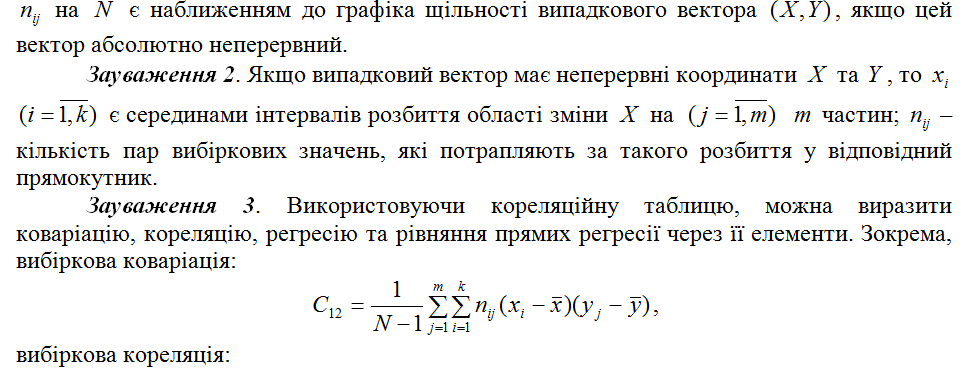 n_{ij} на N є наближенням до графіка щільності випадкового вектора (X,Y), якщо цей
вектор абсолютно неперервний.
Зауваження 2. Якщо випадковий вектор має неперервні координати X та Y, то x_i
(i = \overline{1,k}) є серединами інтервалів розбиття області зміни X на (j = \overline{1,m}) m частин; n_{ij} –
кількість пар вибіркових значень, які потрапляють за такого розбиття у відповідний
прямокутник.
Зауваження 3. Використовуючи кореляційну таблицю, можна виразити
коваріацію, кореляцію, регресію та рівняння прямих регресії через її елементи. Зокрема,
вибіркова коваріація:
C_{12} = \frac{1}{N-1} \sum_{j=1}^{m} \sum_{i=1}^{k} n_{ij} (x_i - \overline{x})(y_j - \overline{y}),
вибіркова кореляція: